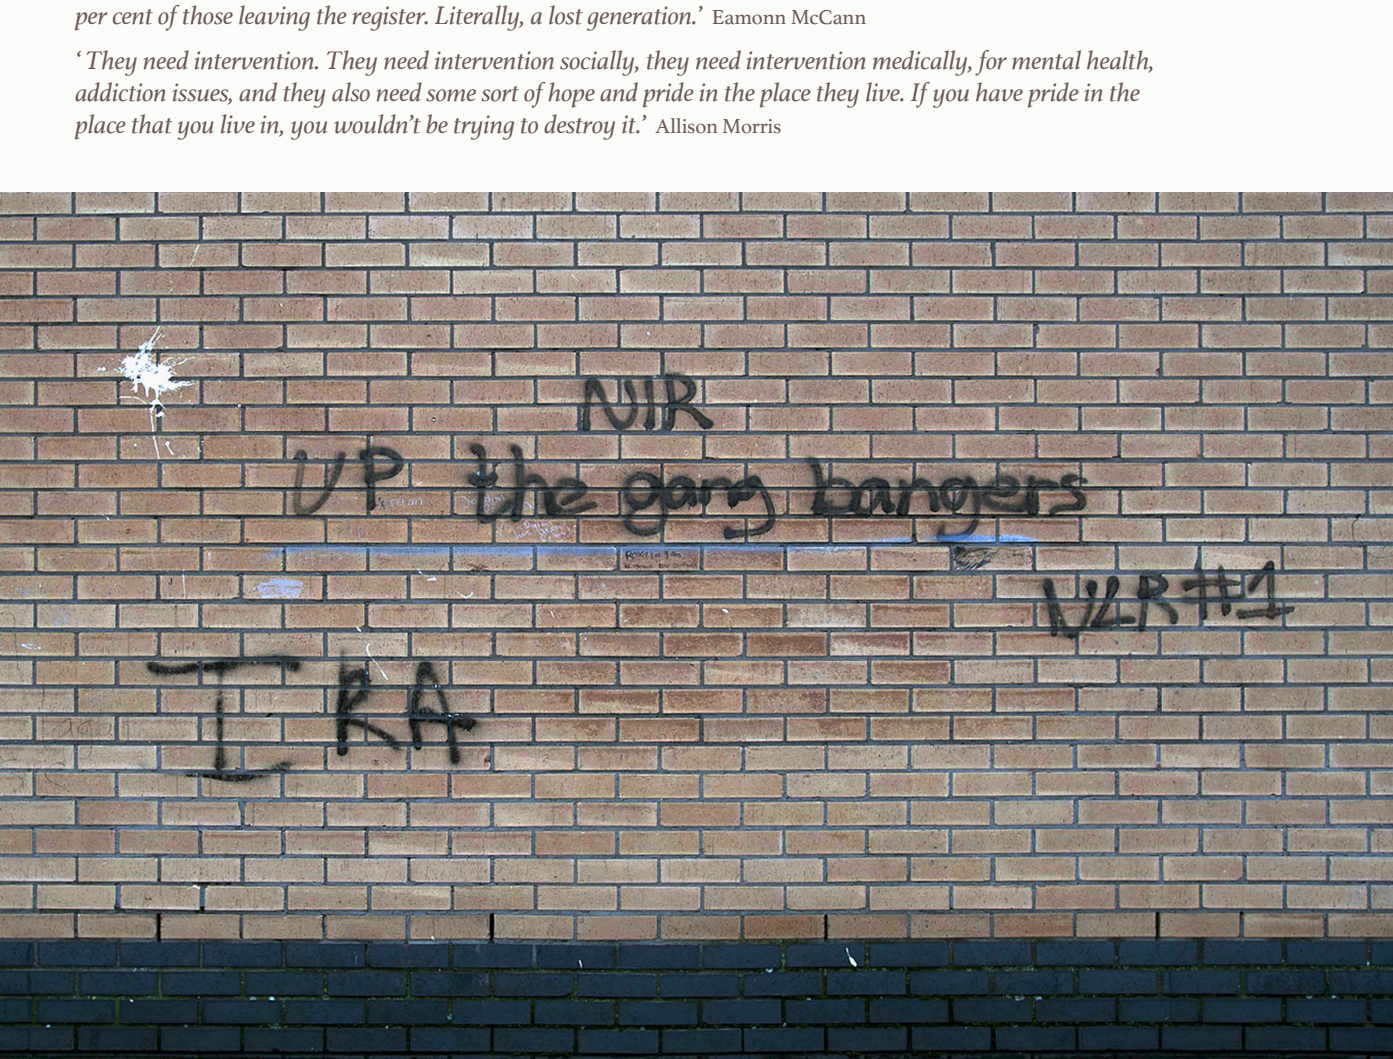 per cent of those leaving the register. Literally, a lost generation.’ Eamonn McCann
‘They need intervention. They need intervention socially, they need intervention medically, for mental health,
addiction issues, and they also need some sort of hope and pride in the place they live. If you have pride in the
place that you live in, you wouldn’t be trying to destroy it.’ Allison Morris
NIR
UP the gang bangers
NLR #1
IRA